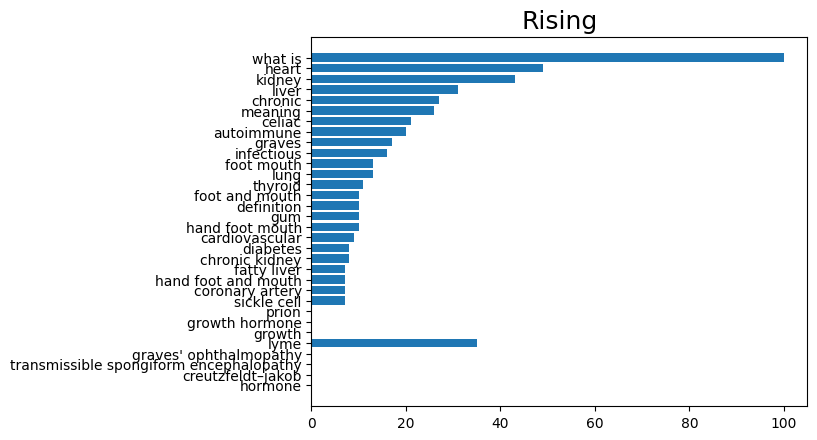 Rising
what is
heart
kidney
liver
chronic
meaning
celiac
autoimmune
graves
infectious
foot mouth
lung
thyroid
foot and mouth
definition
gum
hand foot mouth
cardiovascular
diabetes
chronic kidney
fatty liver
hand foot and mouth
coronary artery
sickle cell
prion
growth hormone
growth
lyme
graves' ophthalmopathy
transmissible spongiform encephalopathy
creutzfeldt–jakob
hormone
0 20 40 60 80 100